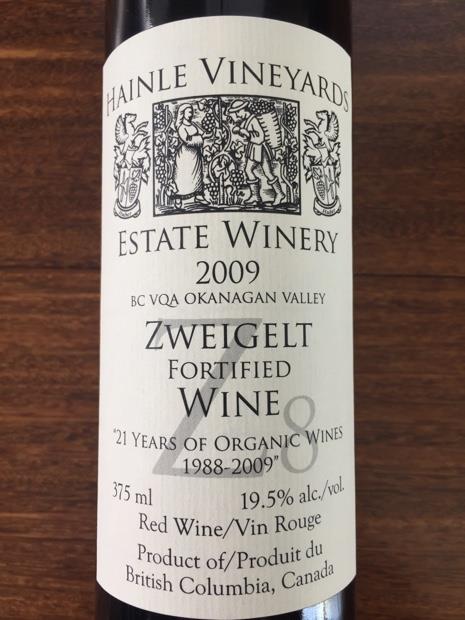 HAINLE VINEYARDS
ESTATE WINERY
2009
BC VQA OKANAGAN VALLEY
Z8
ZWEIGELT
FORTIFIED
WINE
"21 YEARS OF ORGANIC WINES
1988-2009"
375 ml 19.5% alc./vol.
Red Wine/Vin Rouge
Product of/Produit du
British Columbia, Canada